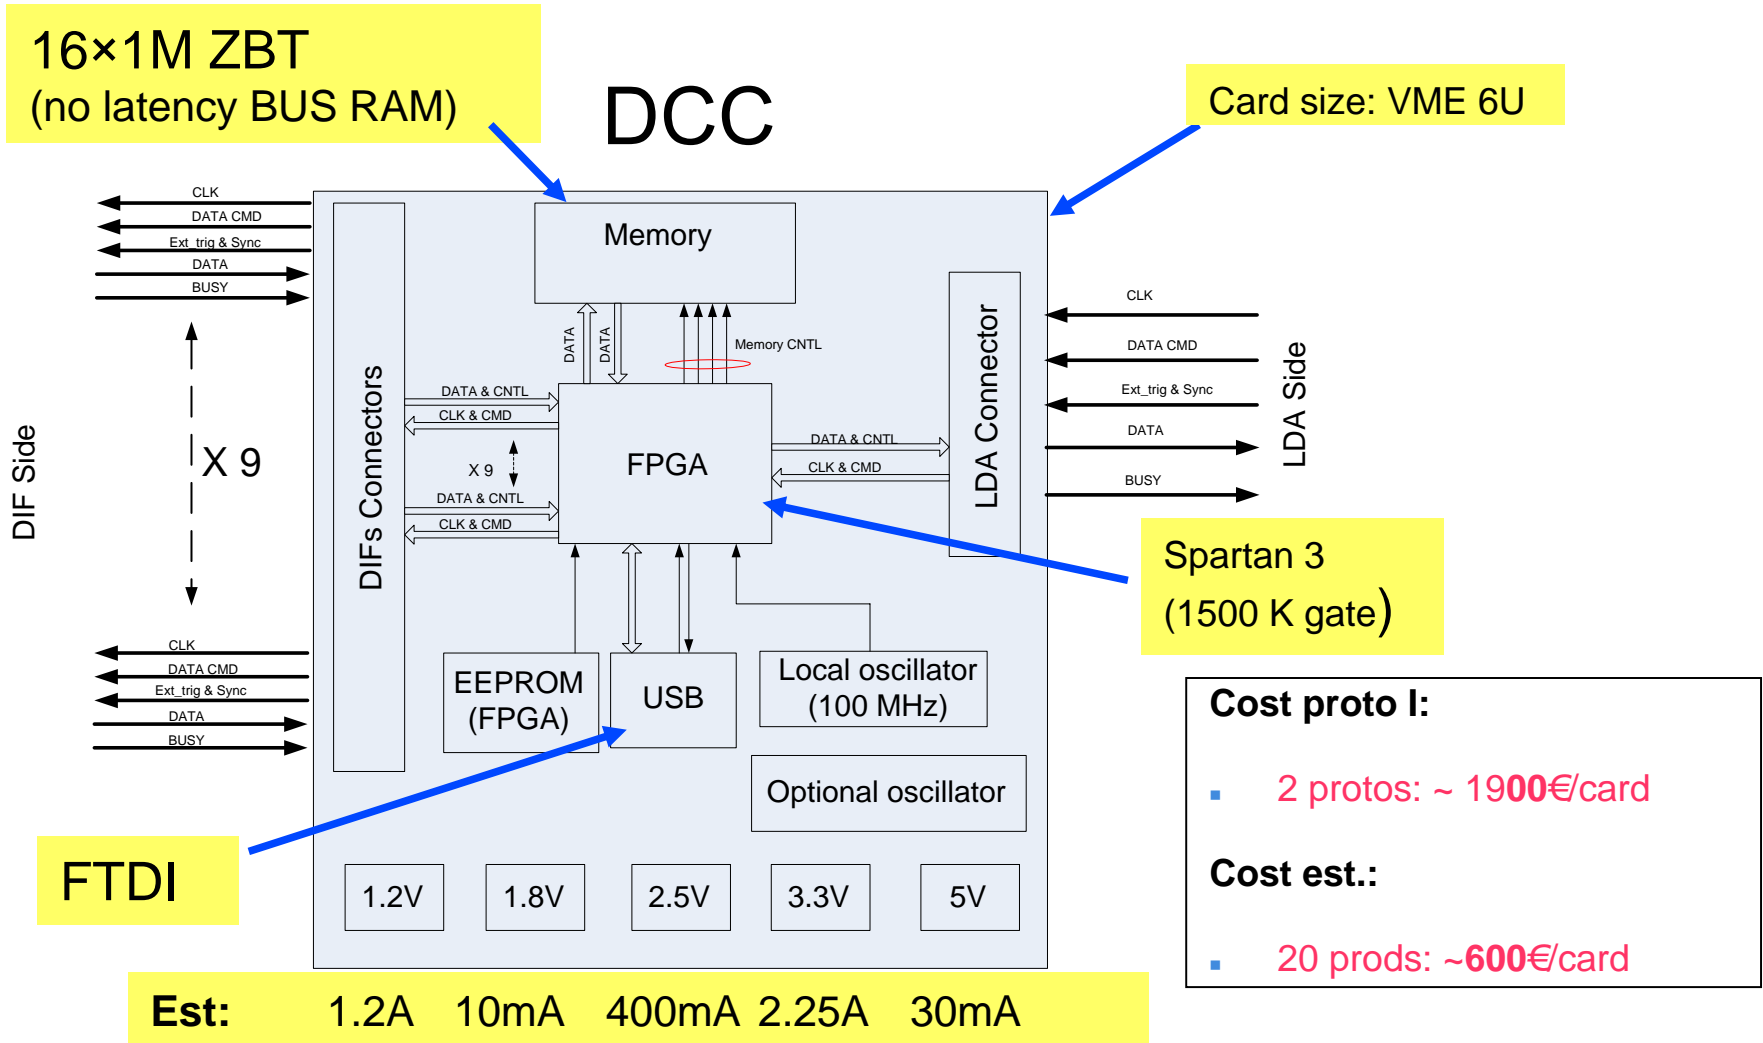 16×1M ZBT
(no latency BUS RAM)
DCC
Card size: VME 6U
CLK
DATA CMD
Ext_trig & Sync
DATA
BUSY
X 9
DIF Side
CLK
DATA CMD
Ext_trig & Sync
DATA
BUSY
DIFs Connectors
Memory
DATA
DATA
Memory CNTL
DATA & CNTL
CLK & CMD
X 9
DATA & CNTL
CLK & CMD
FPGA
DATA & CNTL
CLK & CMD
LDA Connector
CLK
DATA CMD
Ext_trig & Sync
DATA
BUSY
LDA Side
Spartan 3
(1500 K gate)
EEPROM
(FPGA)
USB
Local oscillator
(100 MHz)
Optional oscillator
FTDI
1.2V 1.8V 2.5V 3.3V 5V
Est: 1.2A 10mA 400mA 2.25A 30mA
Cost proto I:
▪ 2 protos: ~ 1900€/card
Cost est.:
▪ 20 prods: ~600€/card